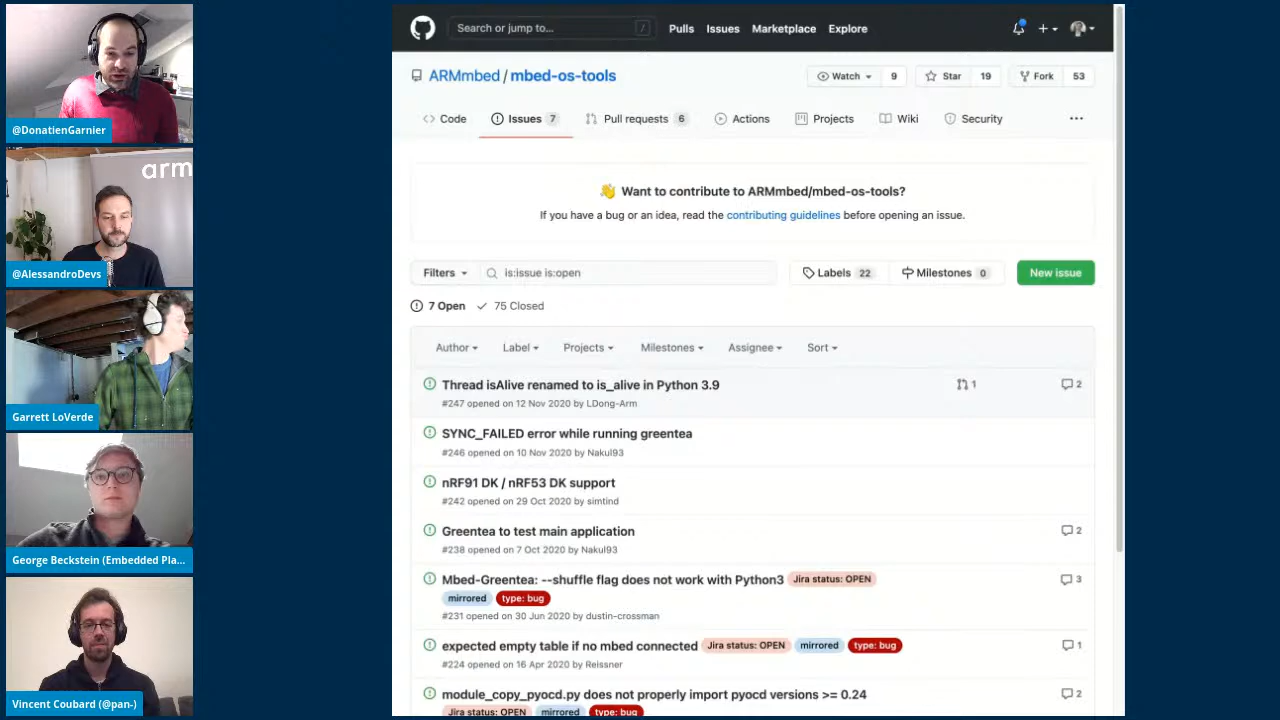 @DonatienGarnier
arm
@AlessandroDevs
Garrett LoVerde
George Beckstein (Embedded Pla...
Vincent Coubard (@pan-)
Search or jump to... /
Pulls Issues Marketplace Explore
ARMmbed / mbed-os-tools
Watch 9 Star 19 Fork 53
Code Issues 7 Pull requests 6 Actions Projects Wiki Security ...
👋 Want to contribute to ARMmbed/mbed-os-tools?
If you have a bug or an idea, read the contributing guidelines before opening an issue.
Filters is:issue is:open Labels 22 Milestones 0 New issue
7 Open 75 Closed
Author Label Projects Milestones Assignee Sort
Thread isAlive renamed to is_alive in Python 3.9 1 2
#247 opened on 12 Nov 2020 by LDong-Arm
SYNC_FAILED error while running greentea
#246 opened on 10 Nov 2020 by Nakul93
nRF91 DK / nRF53 DK support
#242 opened on 29 Oct 2020 by simtind
Greentea to test main application 2
#238 opened on 7 Oct 2020 by Nakul93
Mbed-Greentea: --shuffle flag does not work with Python3 Jira status: OPEN 3
mirrored type: bug
#231 opened on 30 Jun 2020 by dustin-crossman
expected empty table if no mbed connected Jira status: OPEN mirrored type: bug 1
#224 opened on 16 Apr 2020 by Reissner
module_copy_pyocd.py does not properly import pyocd versions >= 0.24 2
Jira status: OPEN mirrored type: bug